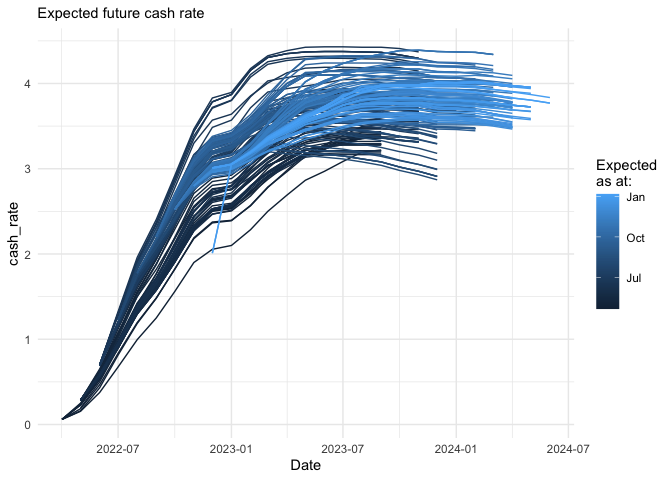 Expected future cash rate
cash_rate
4
3
2
1
0
2022-07
2023-01
2023-07
2024-01
2024-07
Date
Expected
as at:
Jan
Oct
Jul